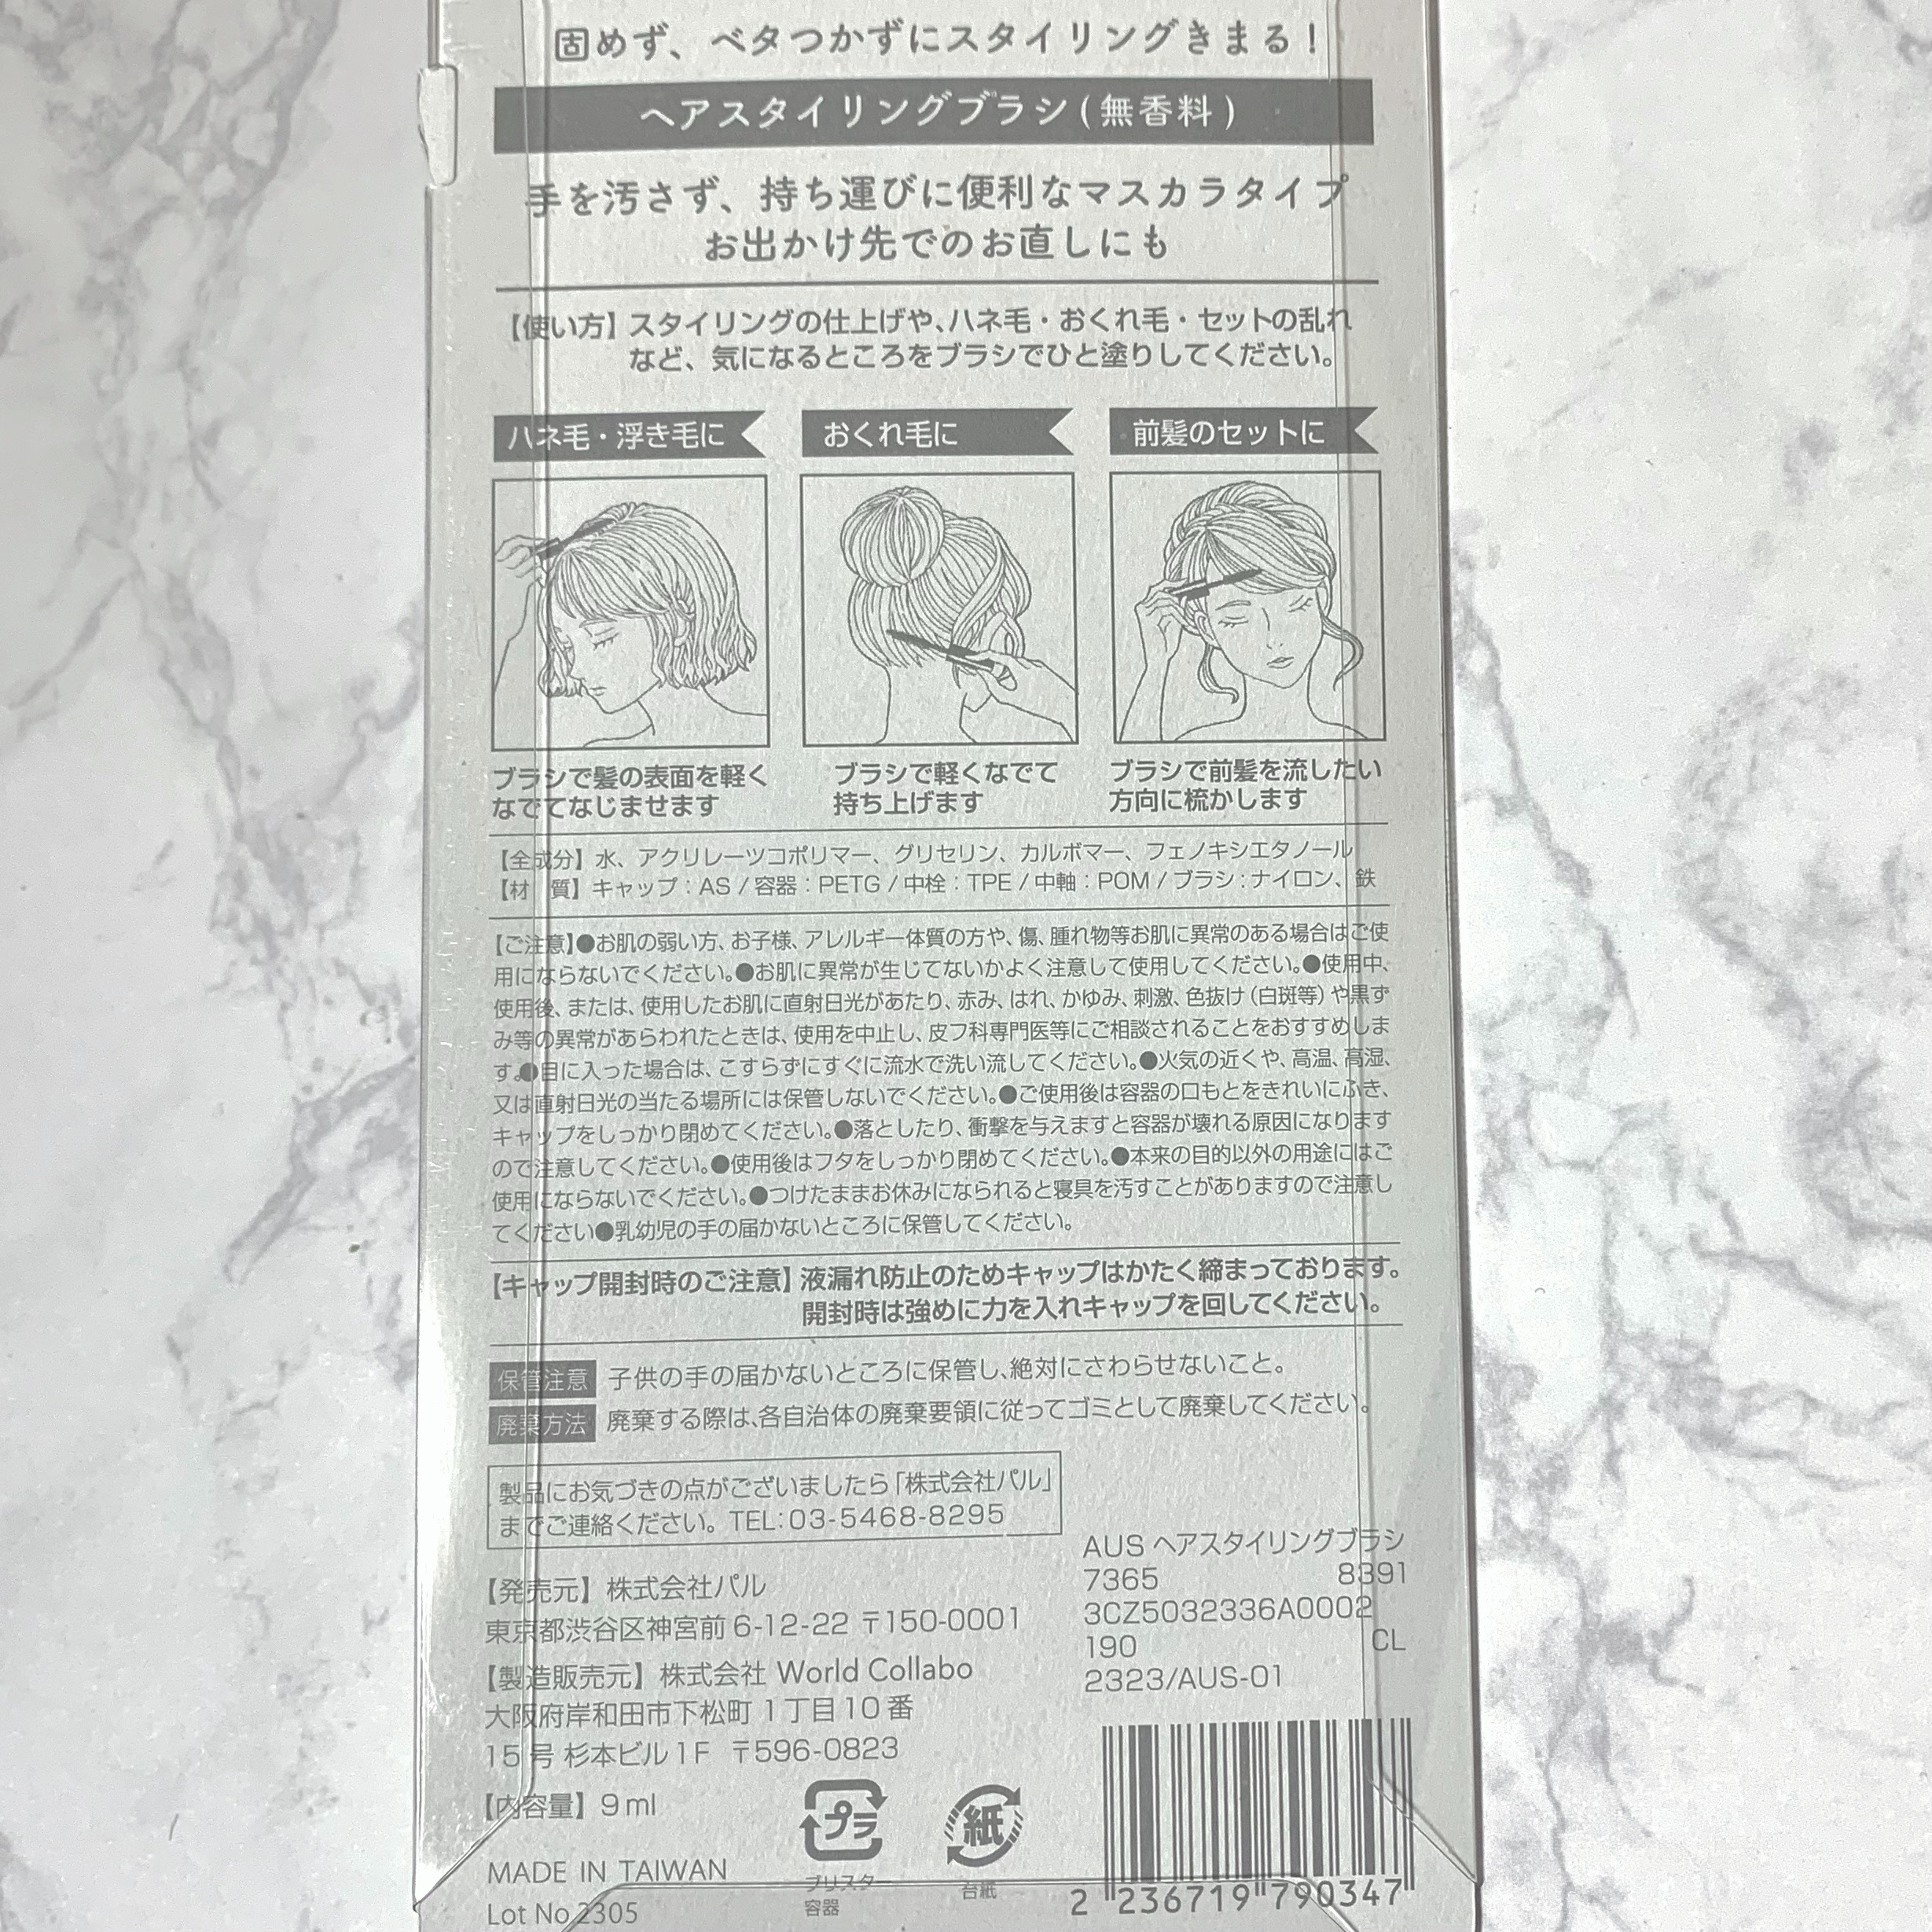 固めず、ベタつかずにスタイリングきまる！
ヘアスタイリングブラシ(無香料)
手を汚さず、持ち運びに便利なマスカラタイプ
お出かけ先でのお直しにも
【使い方】スタイリングの仕上げや、ハネ毛・おくれ毛・セットの乱れ
など、気になるところをブラシでひと塗りしてください。
ハネ毛・浮き毛に
ブラシで髪の表面を軽く
なでてなじませます
おくれ毛に
ブラシで軽くなでて
持ち上げます
前髪のセットに
ブラシで前髪を流したい
方向に梳かします
【全成分】水、アクリレーツコポリマー、グリセリン、カルボマー、フェノキシエタノール
【材　質】キャップ：AS / 容器：PETG / 中栓：TPE / 中軸：POM / ブラシ：ナイロン、鉄
【ご注意】●お肌の弱い方、お子様、アレルギー体質の方や、傷、腫れ物等お肌に異常のある場合はご使
用にならないでください。●お肌に異常が生じてないかよく注意して使用してください。●使用中、
使用後、または、使用したお肌に直射日光があたり、赤み、はれ、かゆみ、刺激、色抜け（白斑等）や黒ず
み等の異常があらわれたときは、使用を中止し、皮フ科専門医等にご相談されることをおすすめしま
す。●目に入った場合は、こすらずにすぐに流水で洗い流してください。●火気の近くや、高温、高湿、
又は直射日光の当たる場所には保管しないでください。●ご使用後は容器の口もとをきれいにふき、
キャップをしっかり閉めてください。●落としたり、衝撃を与えますと容器が壊れる原因になります
ので注意してください。●使用後はフタをしっかり閉めてください。●本来の目的以外の用途にはご
使用にならないでください。●つけたままお休みになられると寝具を汚すことがありますので注意し
てください●乳幼児の手の届かないところに保管してください。
【キャップ開封時のご注意】液漏れ防止のためキャップはかたく締まっております。
開封時は強めに力を入れキャップを回してください。
保管注意 子供の手の届かないところに保管し、絶対にさわらせないこと。
廃棄方法 廃棄する際は、各自治体の廃棄要領に従ってゴミとして廃棄してください。
製品にお気づきの点がございましたら「株式会社パル」
までご連絡ください。TEL：03-5468-8295
【発売元】株式会社パル
東京都渋谷区神宮前 6-12-22 〒150-0001
【製造販売元】株式会社 World Collabo
大阪府岸和田市下松町 1丁目10番
15号 杉本ビル1F 〒596-0823
【内容量】9ml
MADE IN TAIWAN
Lot No 2305
プラ
ブリスター
容器
紙
台紙
AUS ヘアスタイリングブラシ
7365 8391
3CZ5032336A0002
190 CL
2323/AUS-01
2 236719 790347